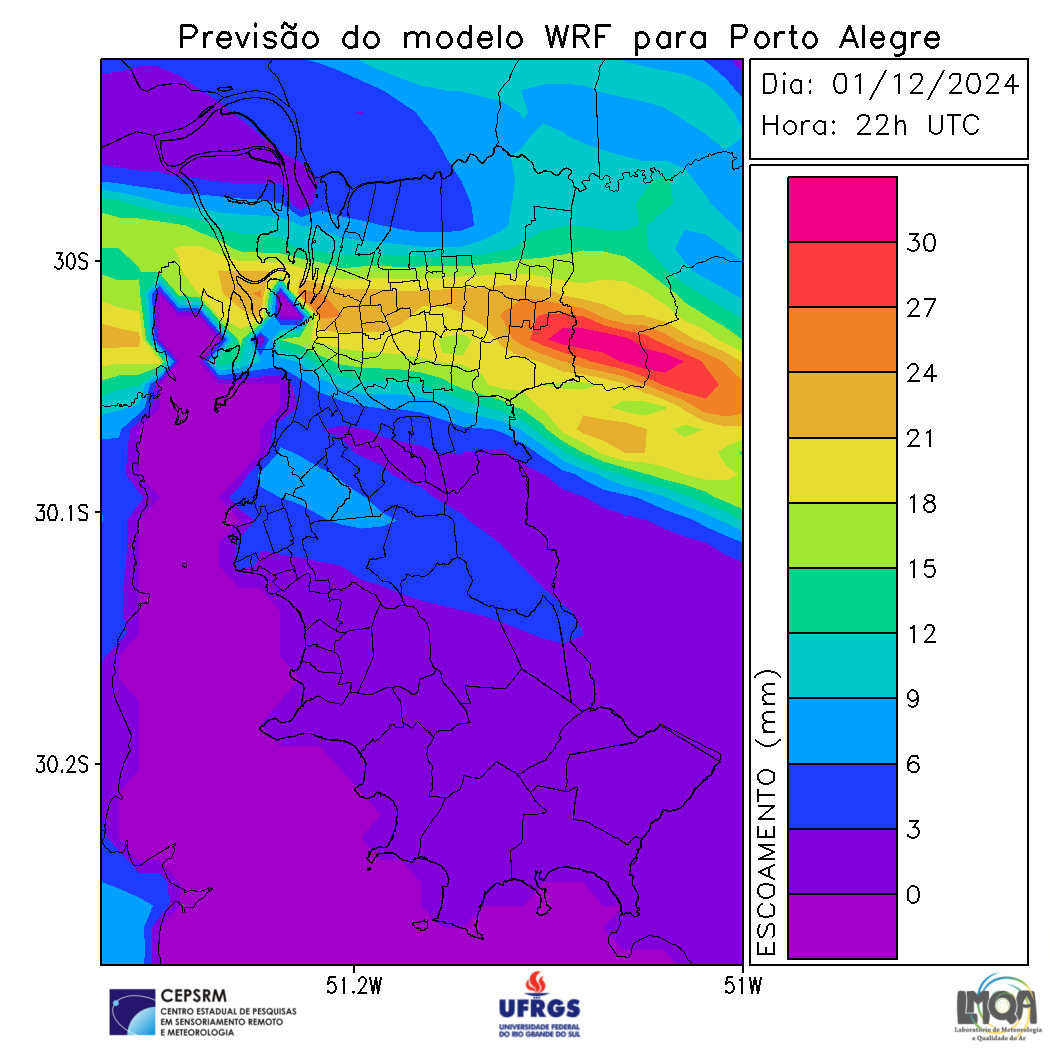 Previsão do modelo WRF para Porto Alegre
Dia: 01/12/2024
Hora: 22h UTC
30S
30.1S
30.2S
51.2W
51W
ESCOAMENTO (mm)
30
27
24
21
18
15
12
9
6
3
0
CEPSRM
CENTRO ESTADUAL DE PESQUISAS
EM SENSORIAMENTO REMOTO
E METEOROLOGIA
UFRGS
UNIVERSIDADE FEDERAL
DO RIO GRANDE DO SUL
LMQA
Laboratório de Meteorologia
e Qualidade do Ar